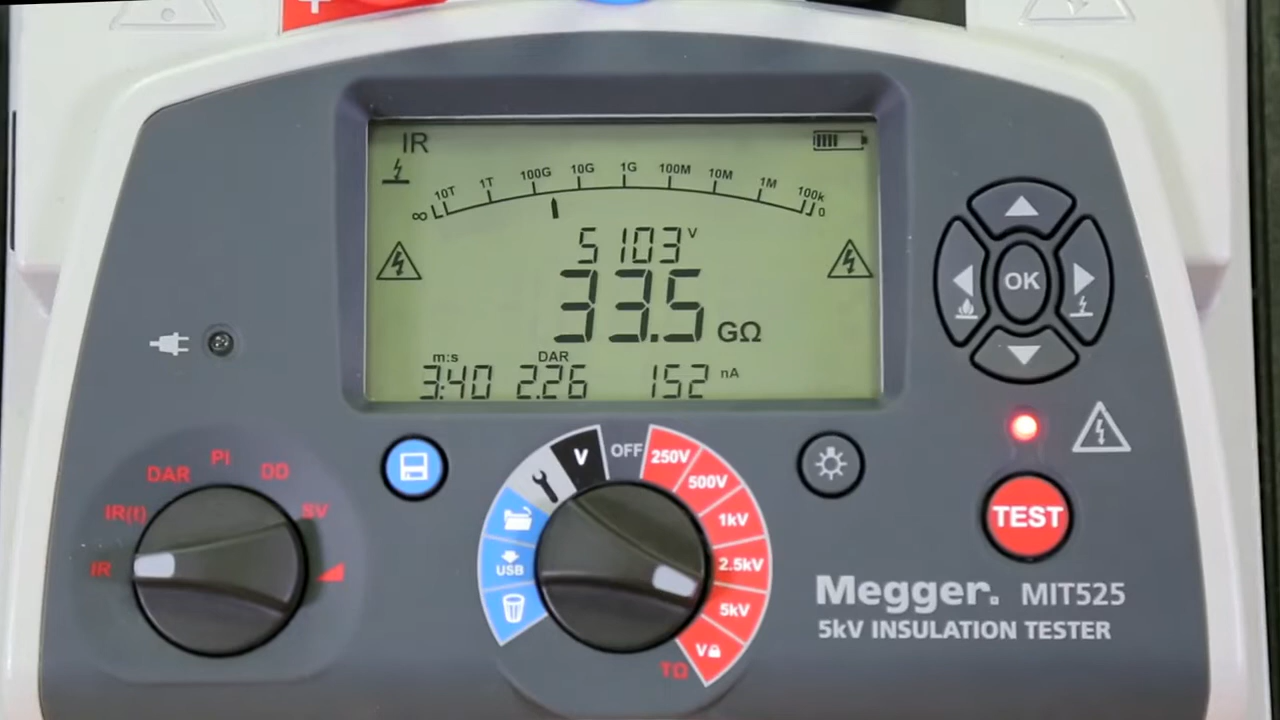 +
IR
10T 1T 100G 10G 1G 100M 10M 1M 100k
∞ 0
5103 V
33.5 GΩ
m:s DAR
3:40 2.26 152 nA
OK
PI
DAR DD
IR(t) SV
IR
V OFF 250V
500V
1kV
USB 2.5kV
5kV
V
TΩ
TEST
Megger. MIT525
5kV INSULATION TESTER